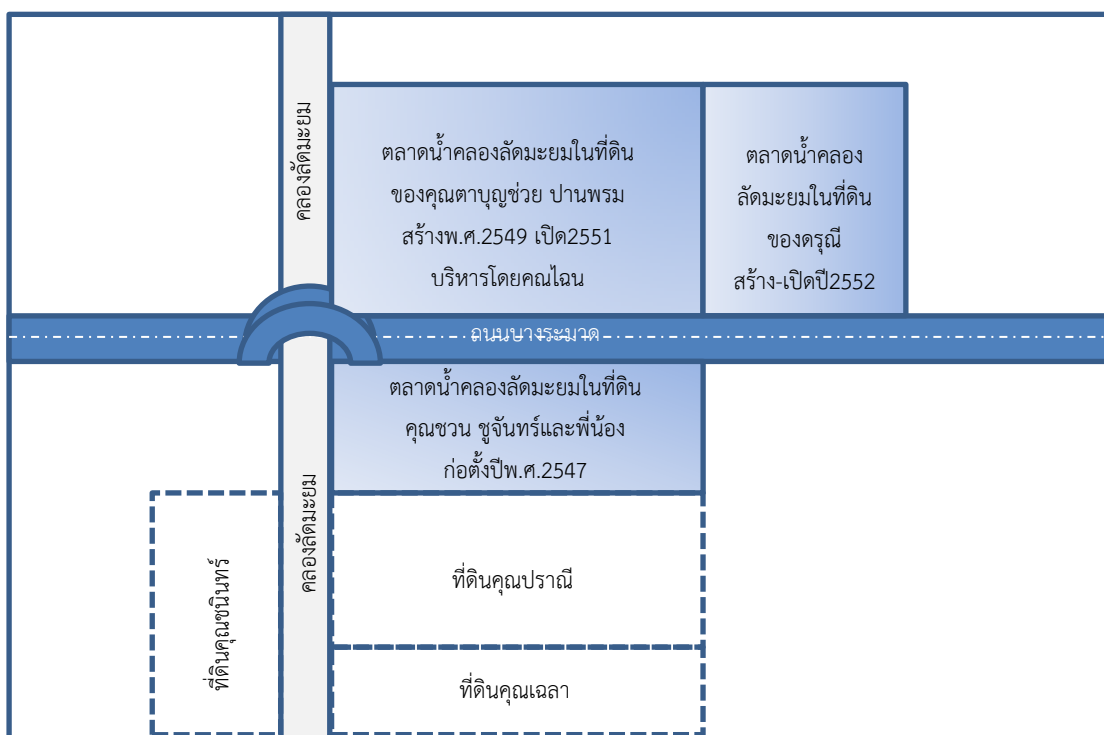 คลองลัดมะยม
ตลาดน้ำคลองลัดมะยมในที่ดิน
ของคุณตาบุญช่วย ปานพรม
สร้างพ.ศ.2549 เปิด2551
บริหารโดยคณไฉน
ตลาดน้ำคลอง
ลัดมะยมในที่ดิน
ของดรุณี
สร้าง-เปิดปี2552
ถนนบางระมาด
ตลาดน้ำคลองลัดมะยมในที่ดิน
คุณชวน ชูจันทร์และพี่น้อง
ก่อตั้งปีพ.ศ.2547
คลองลัดมะยม
ที่ดินคุณชนินทร์
ที่ดินคุณปราณี
ที่ดินคุณเฉลา